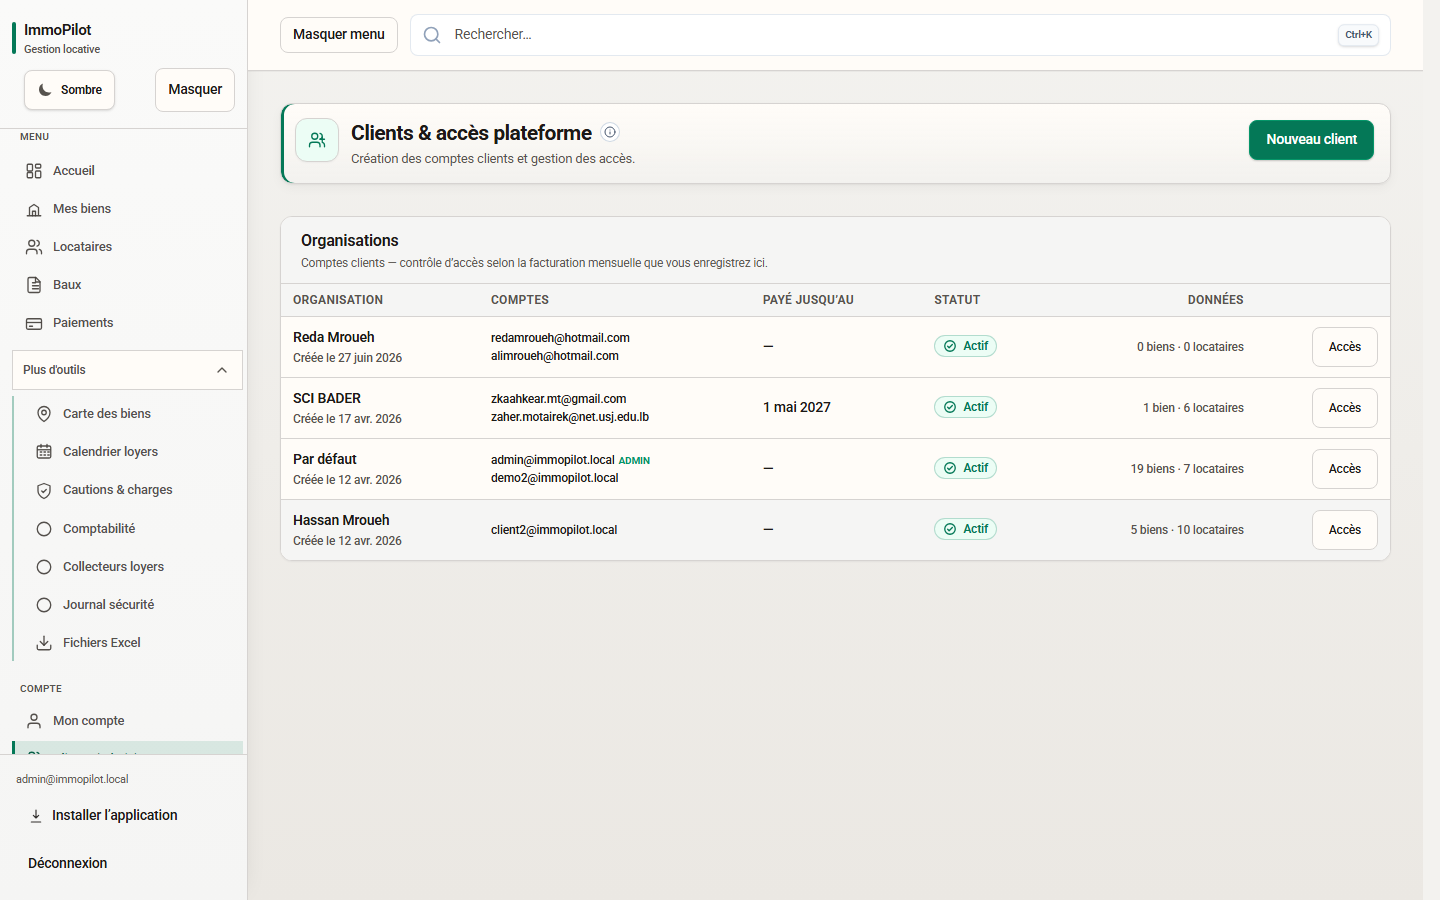 ImmoPilot
Gestion locative
Sombre
Masquer
MENU
Accueil
Mes biens
Locataires
Baux
Paiements
Plus d'outils
Carte des biens
Calendrier loyers
Cautions & charges
Comptabilité
Collecteurs loyers
Journal sécurité
Fichiers Excel
COMPTE
Mon compte
admin@immopilot.local
Installer l'application
Déconnexion
Masquer menu
Rechercher...
Ctrl+K
Clients & accès plateforme
Création des comptes clients et gestion des accès.
Nouveau client
Organisations
Comptes clients — contrôle d'accès selon la facturation mensuelle que vous enregistrez ici.
ORGANISATION COMPTES PAYÉ JUSQU'AU STATUT DONNÉES
Reda Mroueh
Créée le 27 juin 2026
redamroueh@hotmail.com
alimroueh@hotmail.com
—
Actif
0 biens · 0 locataires
Accès
SCI BADER
Créée le 17 avr. 2026
zkaahkear.mt@gmail.com
zaher.motairek@net.usj.edu.lb
1 mai 2027
Actif
1 bien · 6 locataires
Accès
Par défaut
Créée le 12 avr. 2026
admin@immopilot.local ADMIN
demo2@immopilot.local
—
Actif
19 biens · 7 locataires
Accès
Hassan Mroueh
Créée le 12 avr. 2026
client2@immopilot.local
—
Actif
5 biens · 10 locataires
Accès